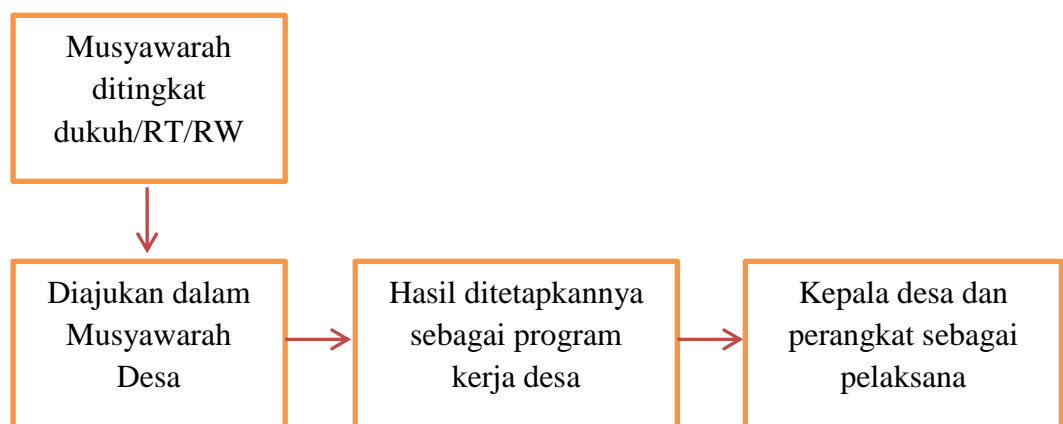 Musyawarah
ditingkat
dukuh/RT/RW
Diajukan dalam
Musyawarah
Desa
Hasil ditetapkannya
sebagai program
kerja desa
Kepala desa dan
perangkat sebagai
pelaksana